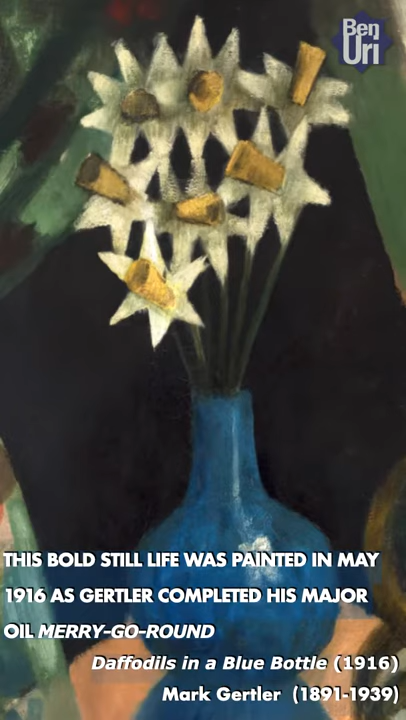 Ben
Uri
THIS BOLD STILL LIFE WAS PAINTED IN MAY
1916 AS GERTLER COMPLETED HIS MAJOR
OIL MERRY-GO-ROUND
Daffodils in a Blue Bottle (1916)
Mark Gertler (1891-1939)